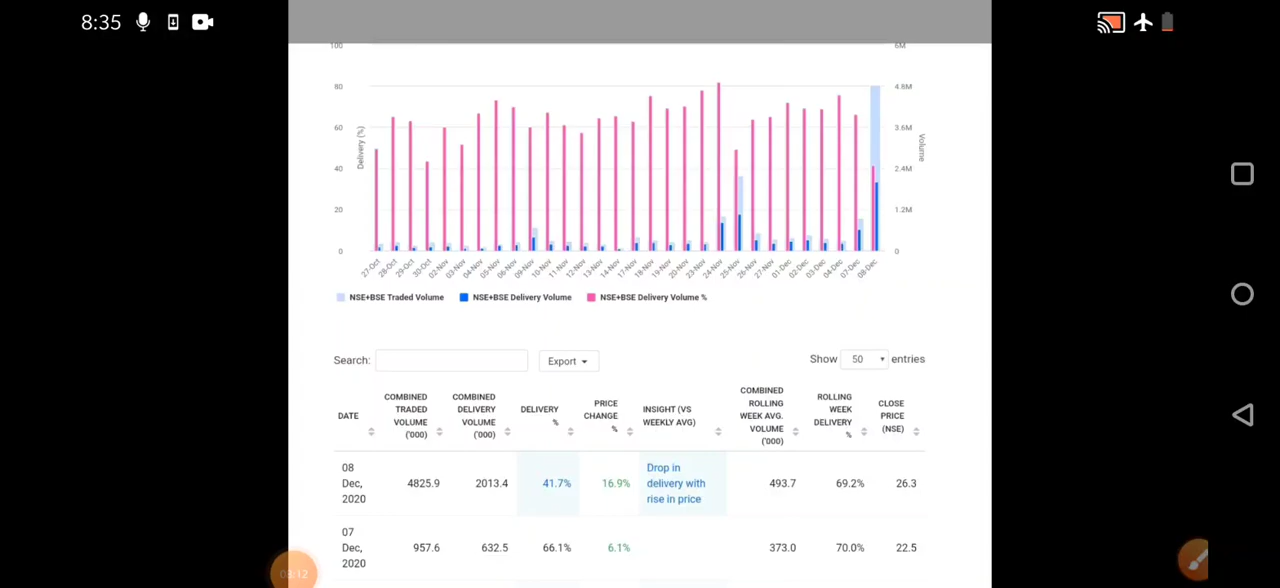 8:35
100
6M
80
4.8M
60
3.6M
40
2.4M
20
1.2M
0
0
Delivery (%)
Volume
27-Oct 28-Oct 29-Oct 30-Oct 02-Nov 03-Nov 04-Nov 05-Nov 06-Nov 09-Nov 10-Nov 11-Nov 12-Nov 13-Nov 14-Nov 17-Nov 18-Nov 19-Nov 20-Nov 23-Nov 24-Nov 25-Nov 26-Nov 27-Nov 01-Dec 02-Dec 03-Dec 04-Dec 07-Dec 08-Dec
NSE+BSE Traded Volume NSE+BSE Delivery Volume NSE+BSE Delivery Volume %
Search: Export Show 50 entries
DATE
COMBINED
TRADED
VOLUME
('000)
COMBINED
DELIVERY
VOLUME
('000)
DELIVERY
%
PRICE
CHANGE
%
INSIGHT (VS
WEEKLY AVG)
COMBINED
ROLLING
WEEK AVG.
VOLUME
('000)
ROLLING
WEEK
DELIVERY
%
CLOSE
PRICE
(NSE)
08
Dec,
2020
4825.9
2013.4
41.7%
16.9%
Drop in
delivery with
rise in price
493.7
69.2%
26.3
07
Dec,
2020
957.6
632.5
66.1%
6.1%
373.0
70.0%
22.5
03:12